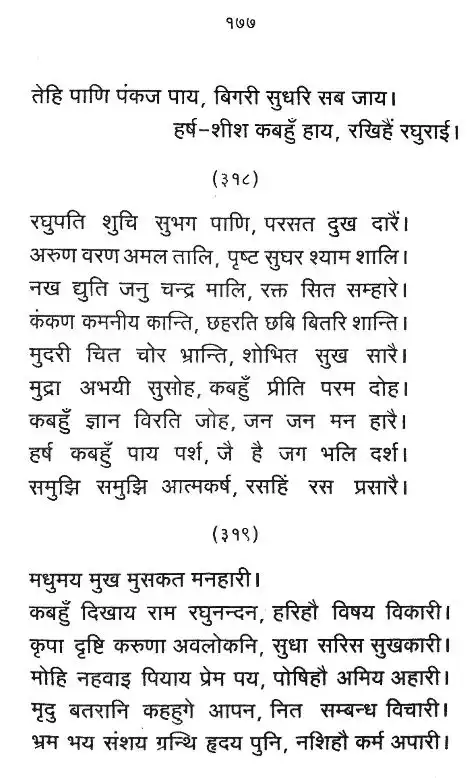 १७७
तेहि पाणि पंकज पाय, बिगरी सुधरि सब जाय।
हर्ष-शीश कबहुँ हाय, रखिहैं रघुराई।
(३१८)
रघुपति शुचि सुभग पाणि, परसत दुख दारैं।
अरुण वरण अमल तालि, पृष्ट सुघर श्याम शालि।
नख द्युति जनु चन्द्र मालि, रक्त सित सम्हारे।
कंकण कमनीय कान्ति, छहरति छबि बितरि शान्ति।
मुदरी चित चोर भ्रान्ति, शोभित सुख सारै।
मुद्रा अभयी सुसोह, कबहुँ प्रीति परम दोह।
कबहुँ ज्ञान विरति जोह, जन जन मन हारै।
हर्ष कबहुँ पाय पर्श, जै है जग भलि दर्श।
समुझि समुझि आत्मकर्ष, रसहिं रस प्रसारै।
(३१९)
मधुमय मुख मुसकत मनहारी।
कबहुँ दिखाय राम रघुनन्दन, हरिहौ विषय विकारी।
कृपा दृष्टि करुणा अवलोकनि, सुधा सरिस सुखकारी।
मोहि नहवाइ पियाय प्रेम पय, पोषिहौ अमिय अहारी।
मृदु बतरानि कहहुगे आपन, नित सम्बन्ध विचारी।
भ्रम भय संशय ग्रन्थि हृदय पुनि, नशिहौ कर्म अपारी।